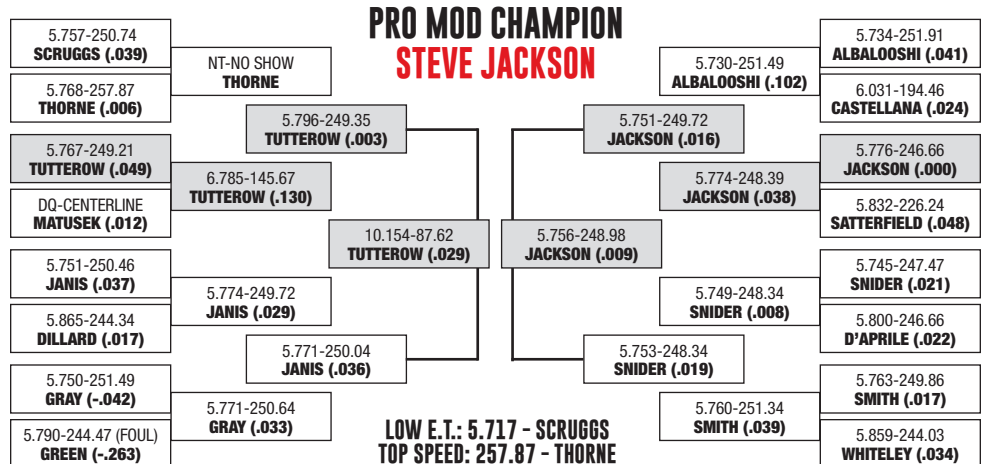 PRO MOD CHAMPION
STEVE JACKSON
5.757-250.74
SCRUGGS (.039)
5.768-257.87
THORNE (.006)
5.767-249.21
TUTTEROW (.049)
DQ-CENTERLINE
MATUSEK (.012)
5.751-250.46
JANIS (.037)
5.865-244.34
DILLARD (.017)
5.750-251.49
GRAY (-.042)
5.790-244.47 (FOUL)
GREEN (-.263)
NT-NO SHOW
THORNE
6.785-145.67
TUTTEROW (.130)
5.774-249.72
JANIS (.029)
5.771-250.64
GRAY (.033)
5.796-249.35
TUTTEROW (.003)
5.771-250.04
JANIS (.036)
10.154-87.62
TUTTEROW (.029)
5.756-248.98
JACKSON (.009)
5.751-249.72
JACKSON (.016)
5.753-248.34
SNIDER (.019)
5.730-251.49
ALBALOOSHI (.102)
5.774-248.39
JACKSON (.038)
5.749-248.34
SNIDER (.008)
5.760-251.34
SMITH (.039)
5.734-251.91
ALBALOOSHI (.041)
6.031-194.46
CASTELLANA (.024)
5.776-246.66
JACKSON (.000)
5.832-226.24
SATTERFIELD (.048)
5.745-247.47
SNIDER (.021)
5.800-246.66
D'APRILE (.022)
5.763-249.86
SMITH (.017)
5.859-244.03
WHITELEY (.034)
LOW E.T.: 5.717 - SCRUGGS
TOP SPEED: 257.87 - THORNE